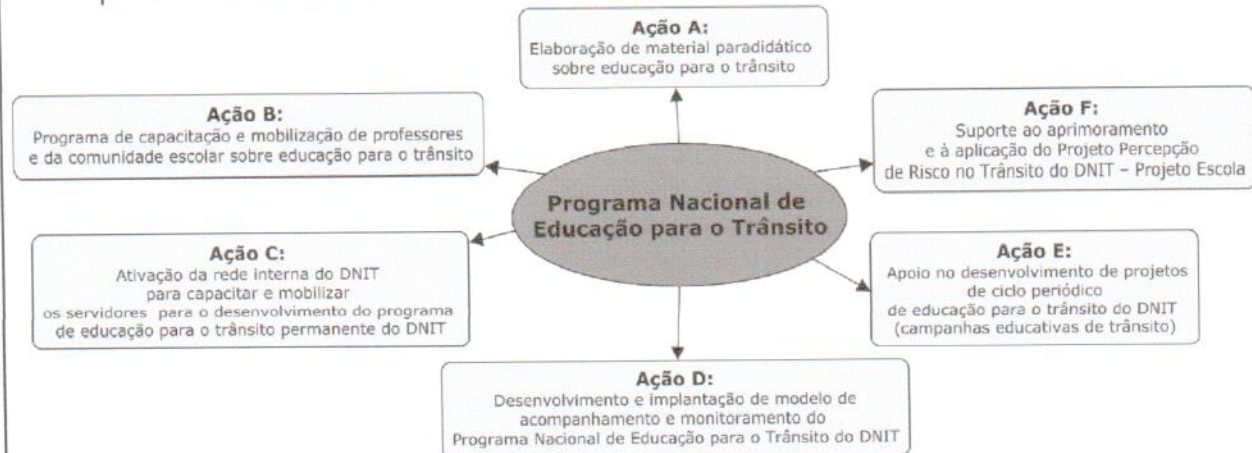 Ação A:
Elaboração de material paradidático
sobre educação para o trânsito
Ação B:
Programa de capacitação e mobilização de professores
e da comunidade escolar sobre educação para o trânsito
Ação F:
Suporte ao aprimoramento
e à aplicação do Projeto Percepção
de Risco no Trânsito do DNIT – Projeto Escola
Programa Nacional de
Educação para o Trânsito
Ação C:
Ativação da rede interna do DNIT
para capacitar e mobilizar
os servidores para o desenvolvimento do programa
de educação para o trânsito permanente do DNIT
Ação E:
Apoio no desenvolvimento de projetos
de ciclo periódico
de educação para o trânsito do DNIT
(campanhas educativas de trânsito)
Ação D:
Desenvolvimento e implantação de modelo de
acompanhamento e monitoramento do
Programa Nacional de Educação para o Trânsito do DNIT